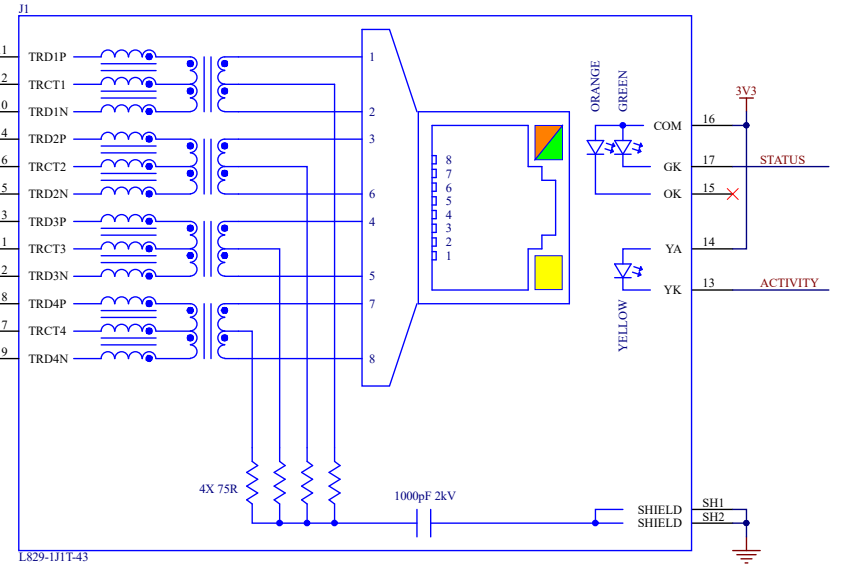 J1
1 TRD1P
2 TRCT1
0 TRD1N
4 TRD2P
6 TRCT2
5 TRD2N
3 TRD3P
1 TRCT3
2 TRD3N
8 TRD4P
7 TRCT4
9 TRD4N
1
2
3
6
4
5
7
8
8
7
6
5
4
3
2
1
ORANGE
GREEN
YELLOW
COM 16
GK 17 STATUS
OK 15
YA 14
YK 13 ACTIVITY
3V3
4X 75R
1000pF 2kV
SHIELD SH1
SHIELD SH2
L829-1J1T-43